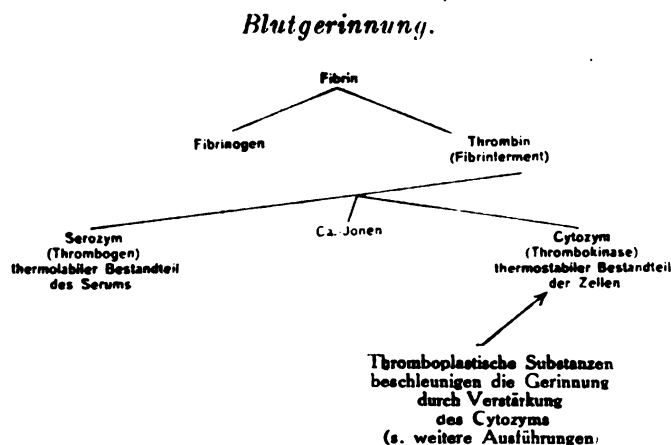 Blutgerinnung.
Fibrin
Fibrinogen
Thrombin
(Fibrinferment)
Serozym
(Thrombogen)
thermolabiler Bestandteil
des Serums
Ca.-Jonen
Cytozym
(Thrombokinase)
thermostabiler Bestandteil
der Zellen
Thromboplastische Substanzen
beschleunigen die Gerinnung
durch Verstärkung
des Cytozyms
(s. weitere Ausführungen)